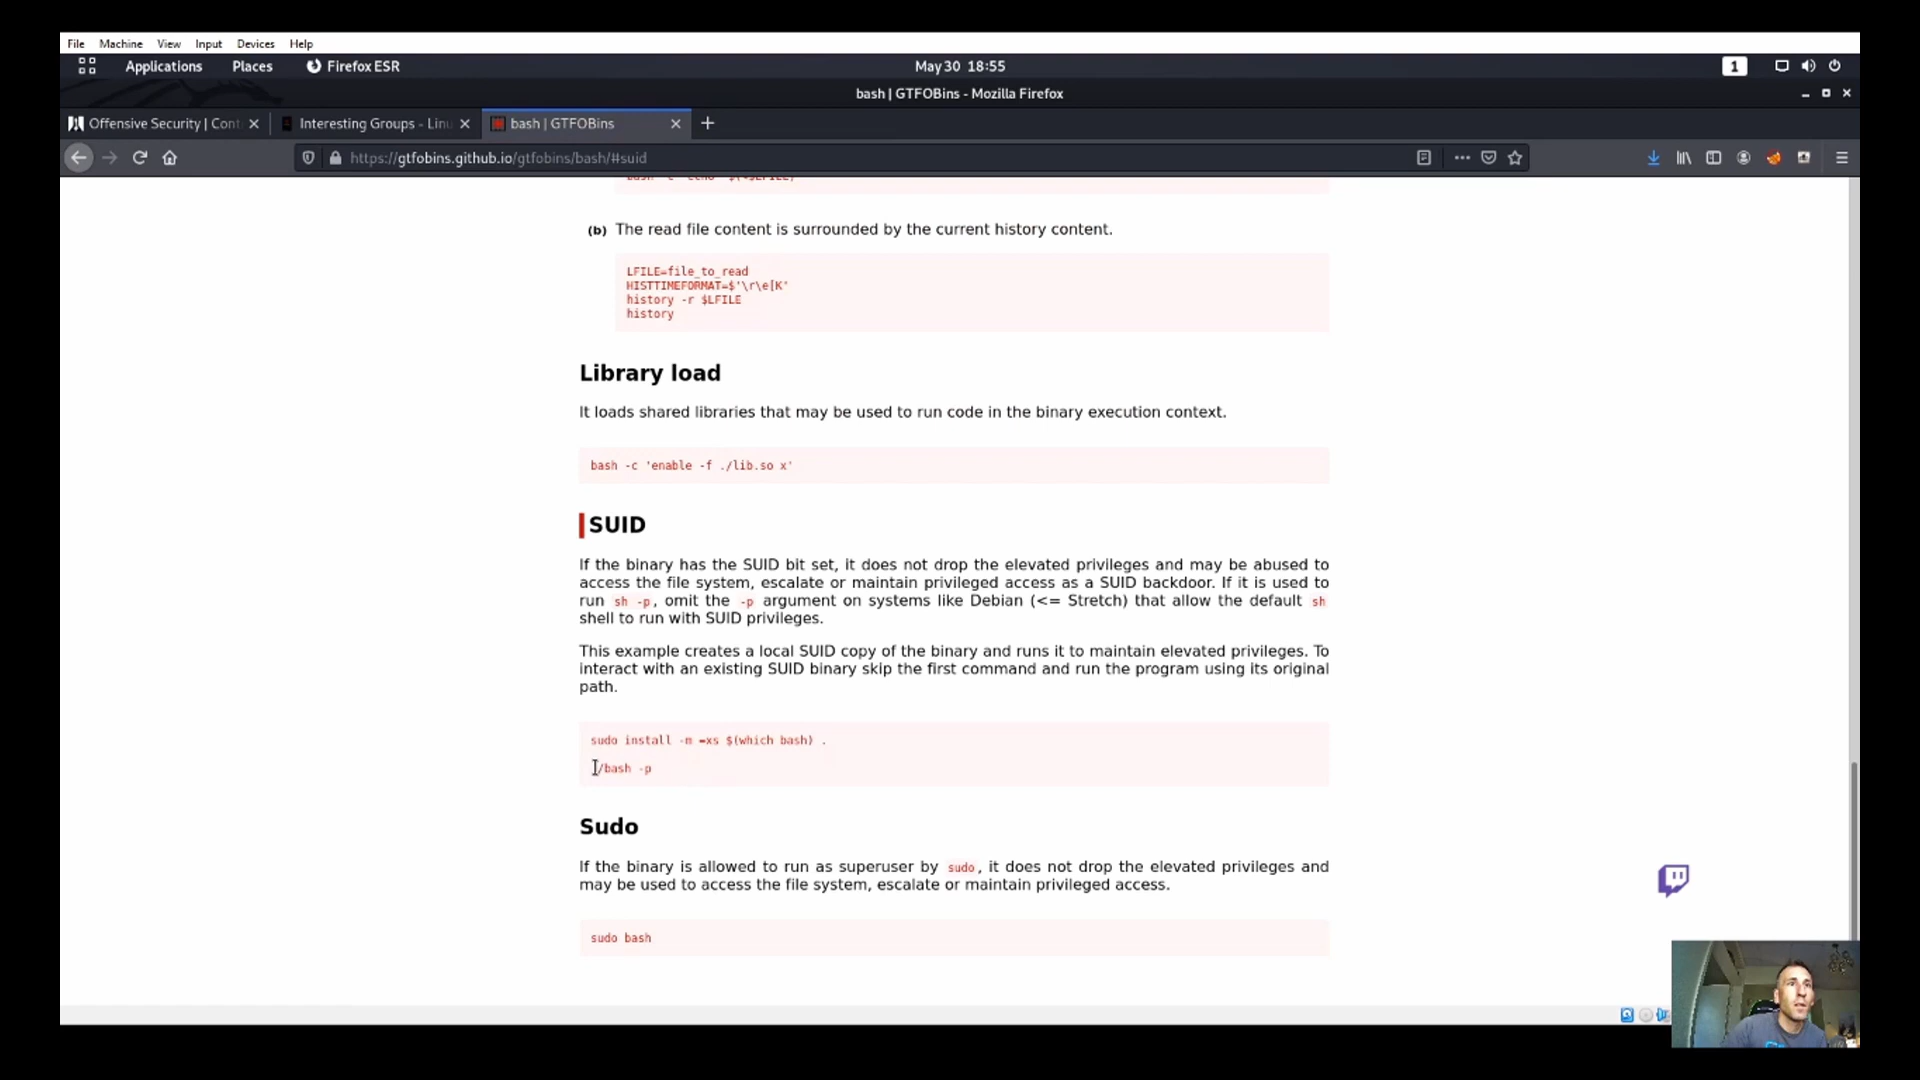 File Machine View Input Devices Help
Applications Places Firefox ESR May 30 18:55 1
bash | GTFOBins - Mozilla Firefox
Offensive Security | Cont Interesting Groups - Linu bash | GTFOBins
https://gtfobins.github.io/gtfobins/bash/#suid
(b) The read file content is surrounded by the current history content.
LFILE=file_to_read
HISTTIMEFORMAT=$'\r\e[K'
history -r $LFILE
history
Library load
It loads shared libraries that may be used to run code in the binary execution context.
bash -c 'enable -f ./lib.so x'
SUID
If the binary has the SUID bit set, it does not drop the elevated privileges and may be abused to
access the file system, escalate or maintain privileged access as a SUID backdoor. If it is used to
run sh -p, omit the -p argument on systems like Debian (<= Stretch) that allow the default sh
shell to run with SUID privileges.
This example creates a local SUID copy of the binary and runs it to maintain elevated privileges. To
interact with an existing SUID binary skip the first command and run the program using its original
path.
sudo install -m =xs $(which bash) .
./bash -p
Sudo
If the binary is allowed to run as superuser by sudo, it does not drop the elevated privileges and
may be used to access the file system, escalate or maintain privileged access.
sudo bash